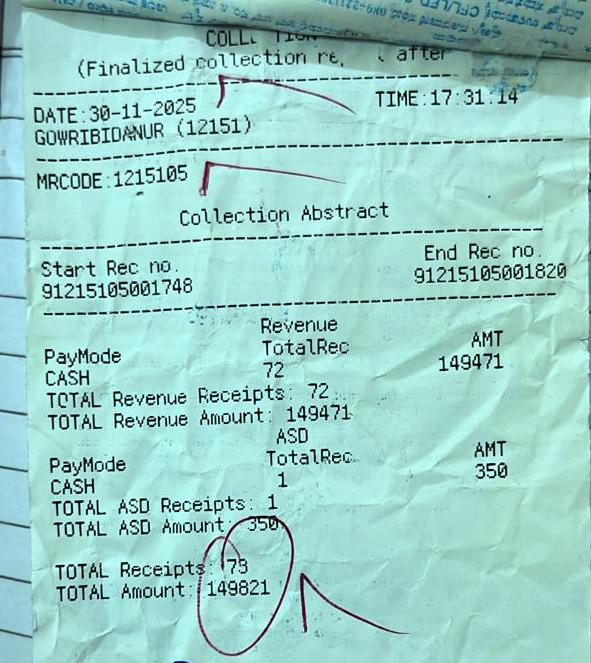 (Finalized collection after
DATE:30-11-2025 TIME:17:31:14
GOWRIBIDANUR (12151)
MRCODE:1215105
Collection Abstract
Start Rec no. End Rec no.
91215105001748 91215105001820
Revenue
PayMode TotalRec AMT
CASH 72 149471
TOTAL Revenue Receipts: 72
TOTAL Revenue Amount: 149471
ASD
PayMode TotalRec AMT
CASH 1 350
TOTAL ASD Receipts: 1
TOTAL ASD Amount: 350
TOTAL Receipts: 73
TOTAL Amount: 149821